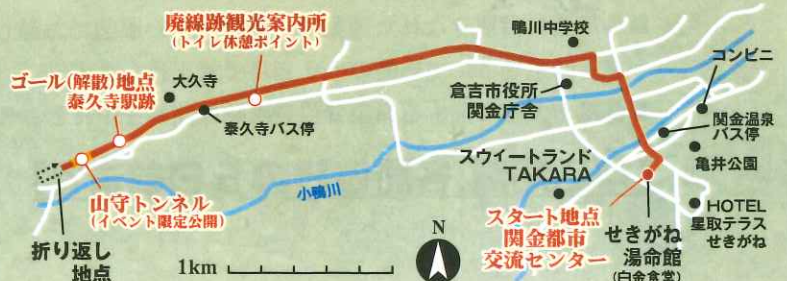 廃線跡観光案内所
(トイレ休憩ポイント)
鴨川中学校
コンビニ
ゴール(解散)地点
泰久寺駅跡
大久寺
倉吉市役所
関金庁舎
泰久寺バス停
関金温泉
バス停
スウィートランド
TAKARA
亀井公園
山守トンネル
(イベント限定公開)
小鴨川
スタート地点
関金都市
交流センター
せきがね
湯命館
(白金食堂)
HOTEL
星取テラス
せきがね
折り返し
地点
1km
N